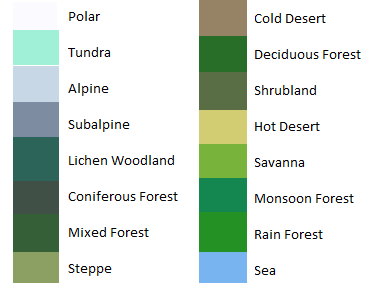 Polar
Tundra
Alpine
Subalpine
Lichen Woodland
Coniferous Forest
Mixed Forest
Steppe
Cold Desert
Deciduous Forest
Shrubland
Hot Desert
Savanna
Monsoon Forest
Rain Forest
Sea